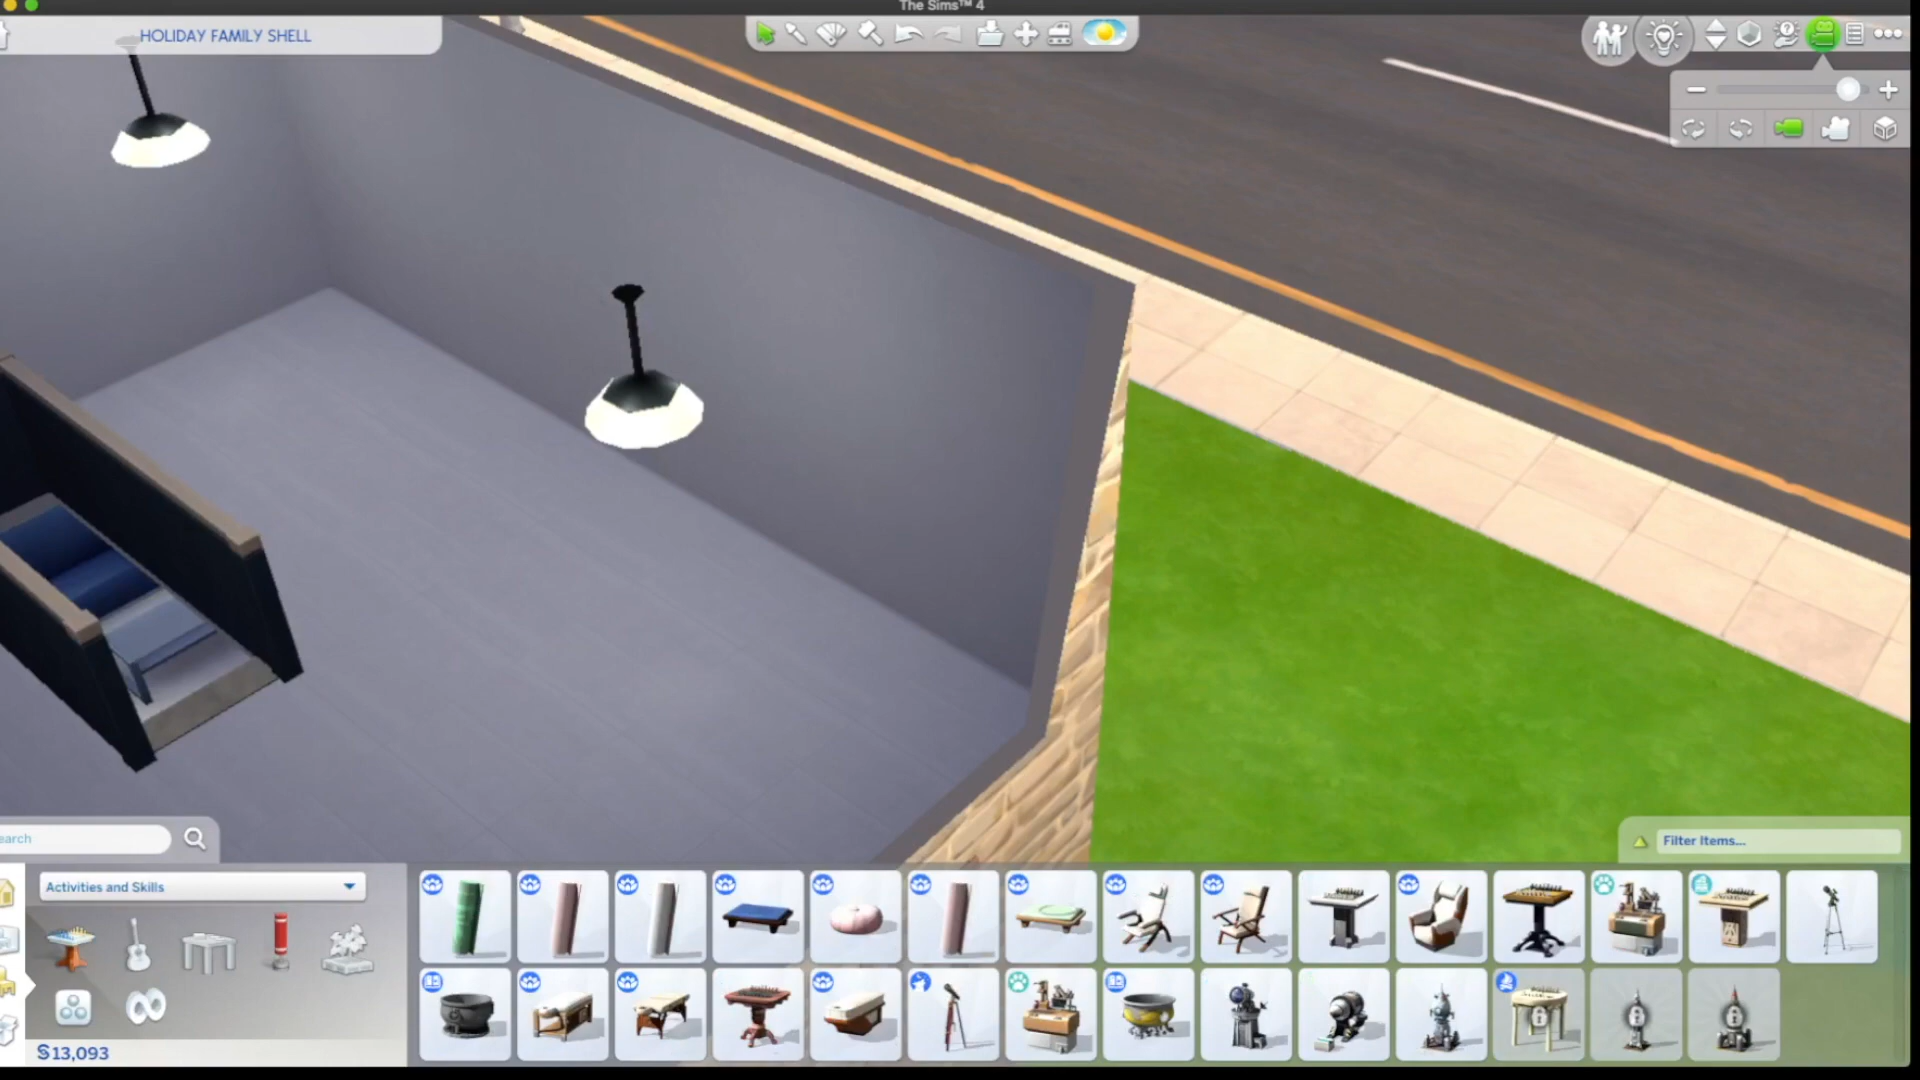 The Sims™ 4
HOLIDAY FAMILY SHELL
earch
Filter Items...
Activities and Skills
§13,093